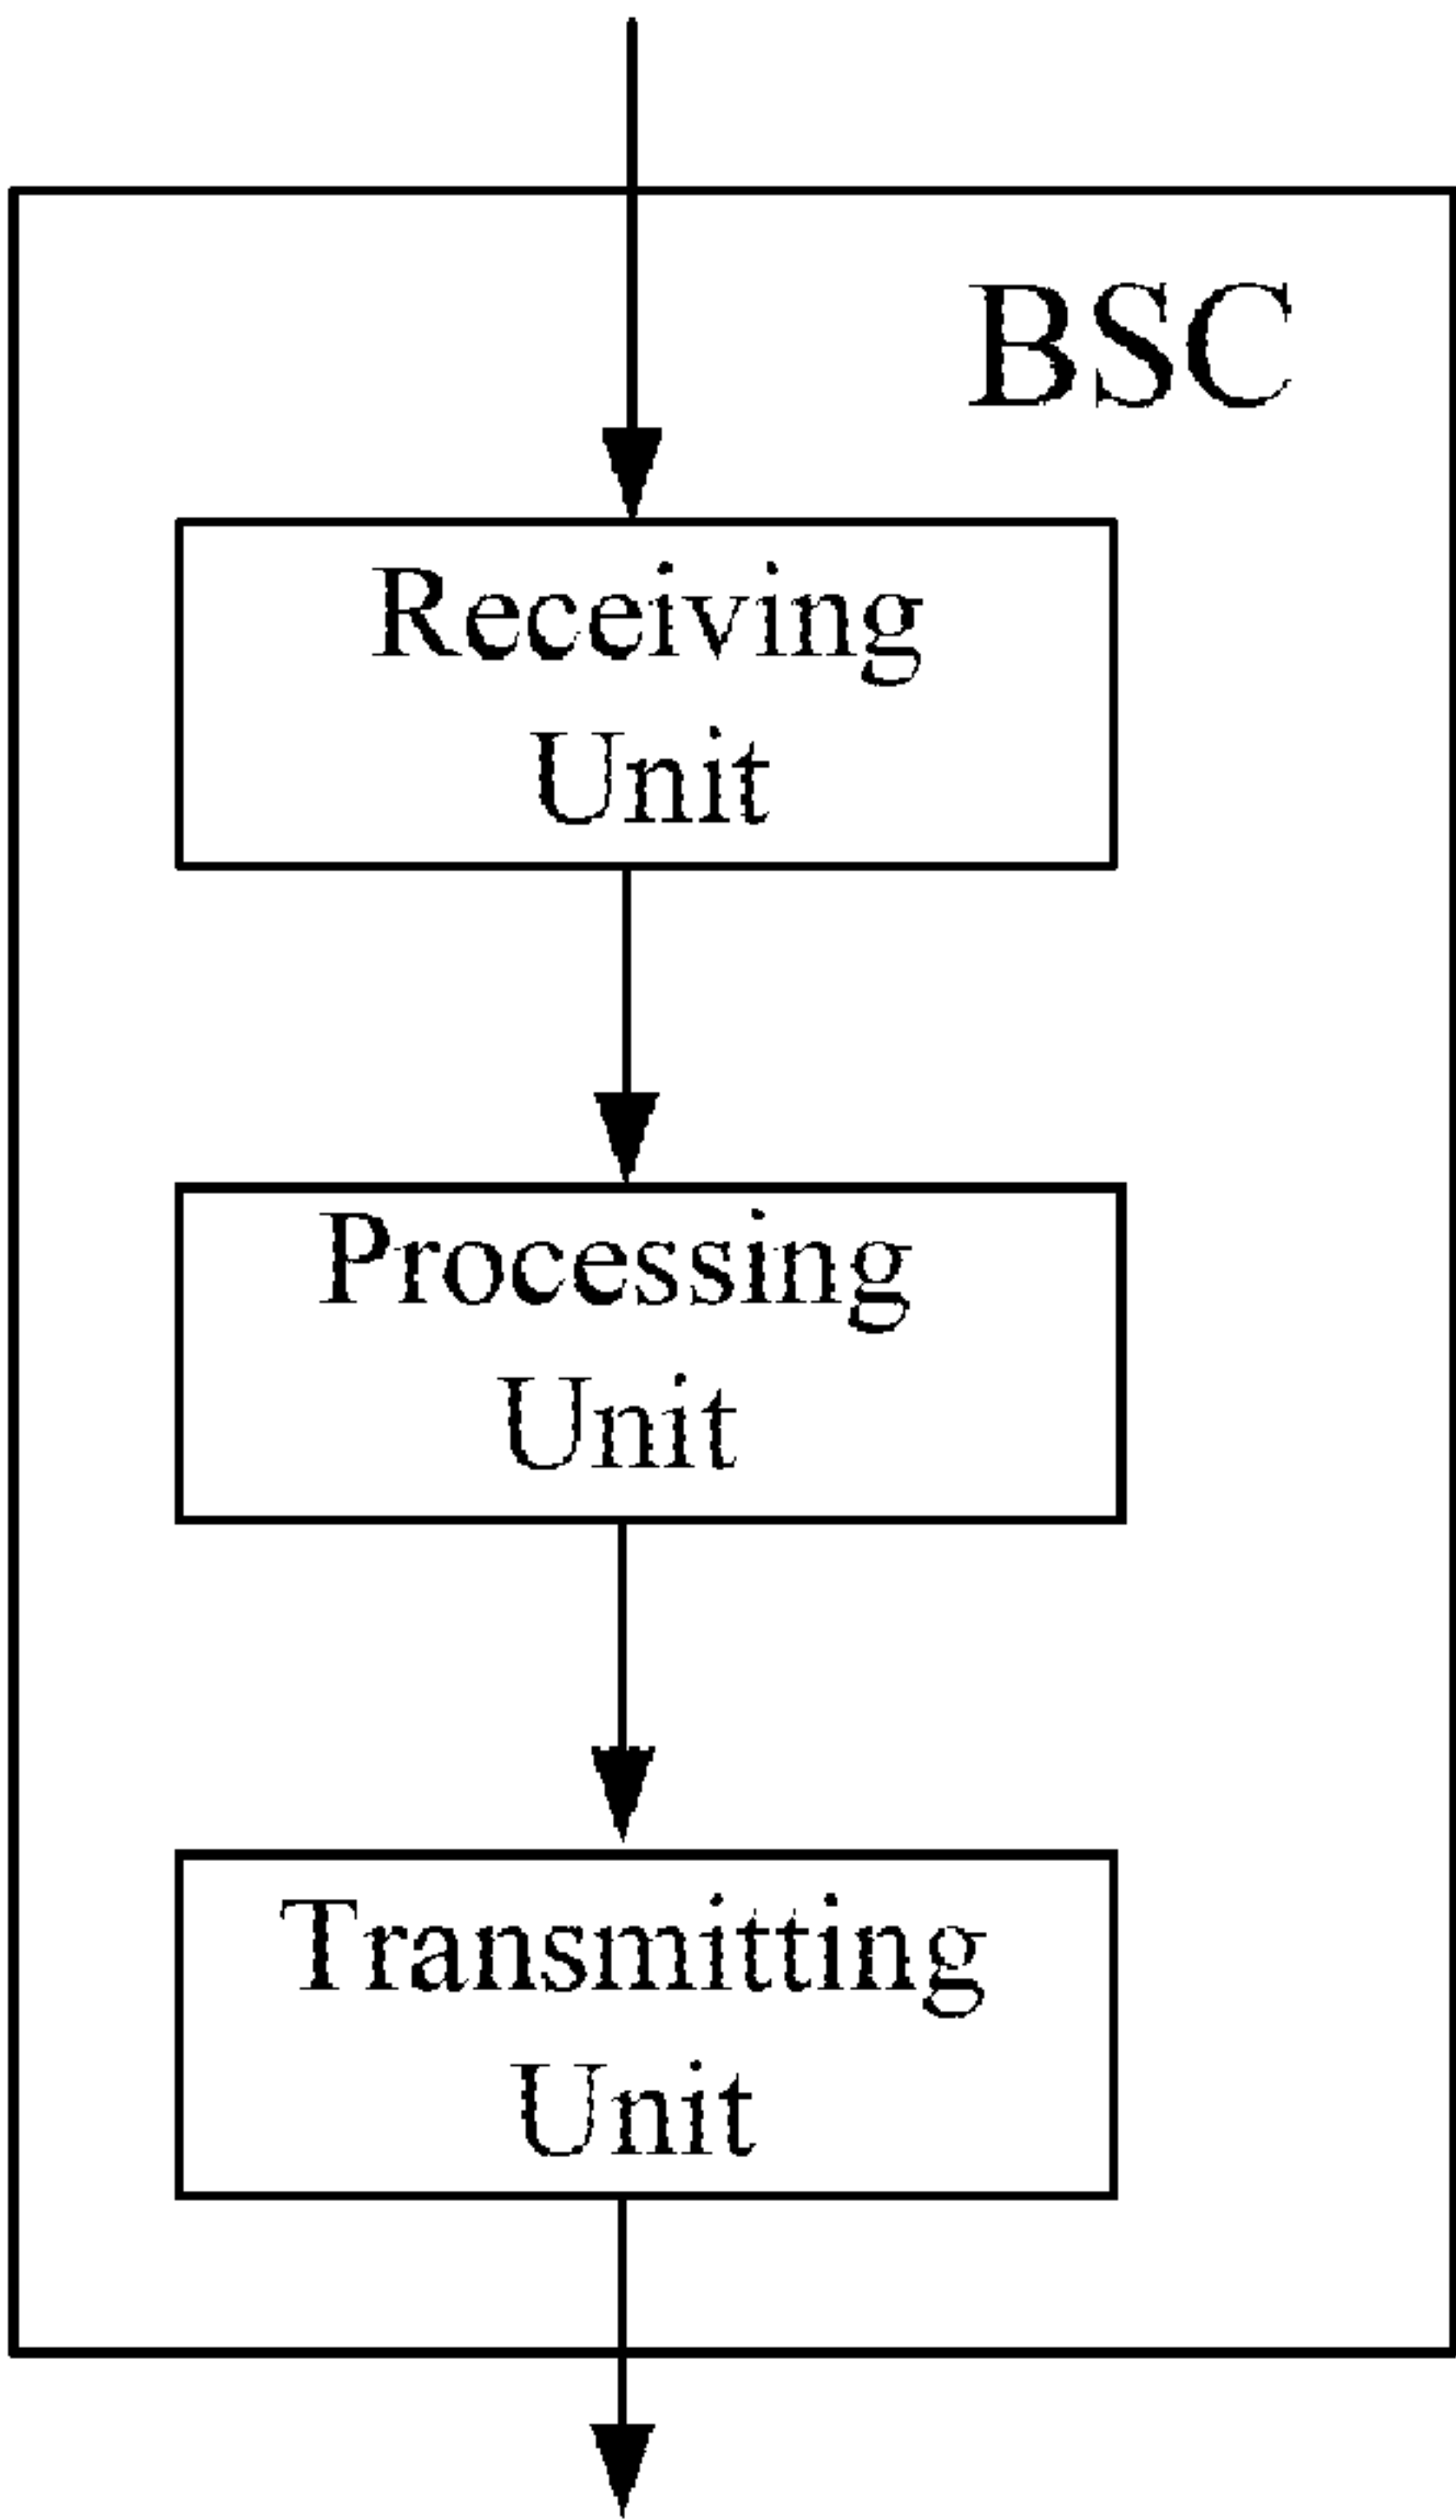 BSC
Receiving
Unit
Processing
Unit
Transmitting
Unit